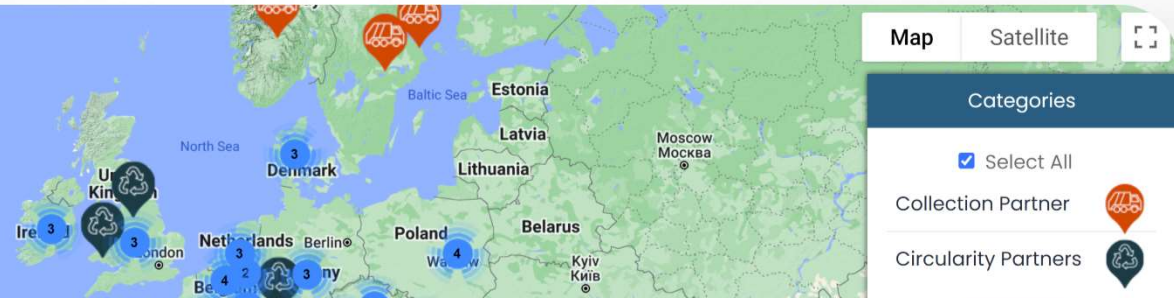 Map
Satellite
Categories
Select All
Collection Partner
Circularity Partners
Baltic Sea
Estonia
Latvia
Moscow
Москва
North Sea
3
Denmark
Lithuania
3
3
Netherlands
Berlin
Poland
Belarus
3
4
Kyiv
Київ
4
2
3